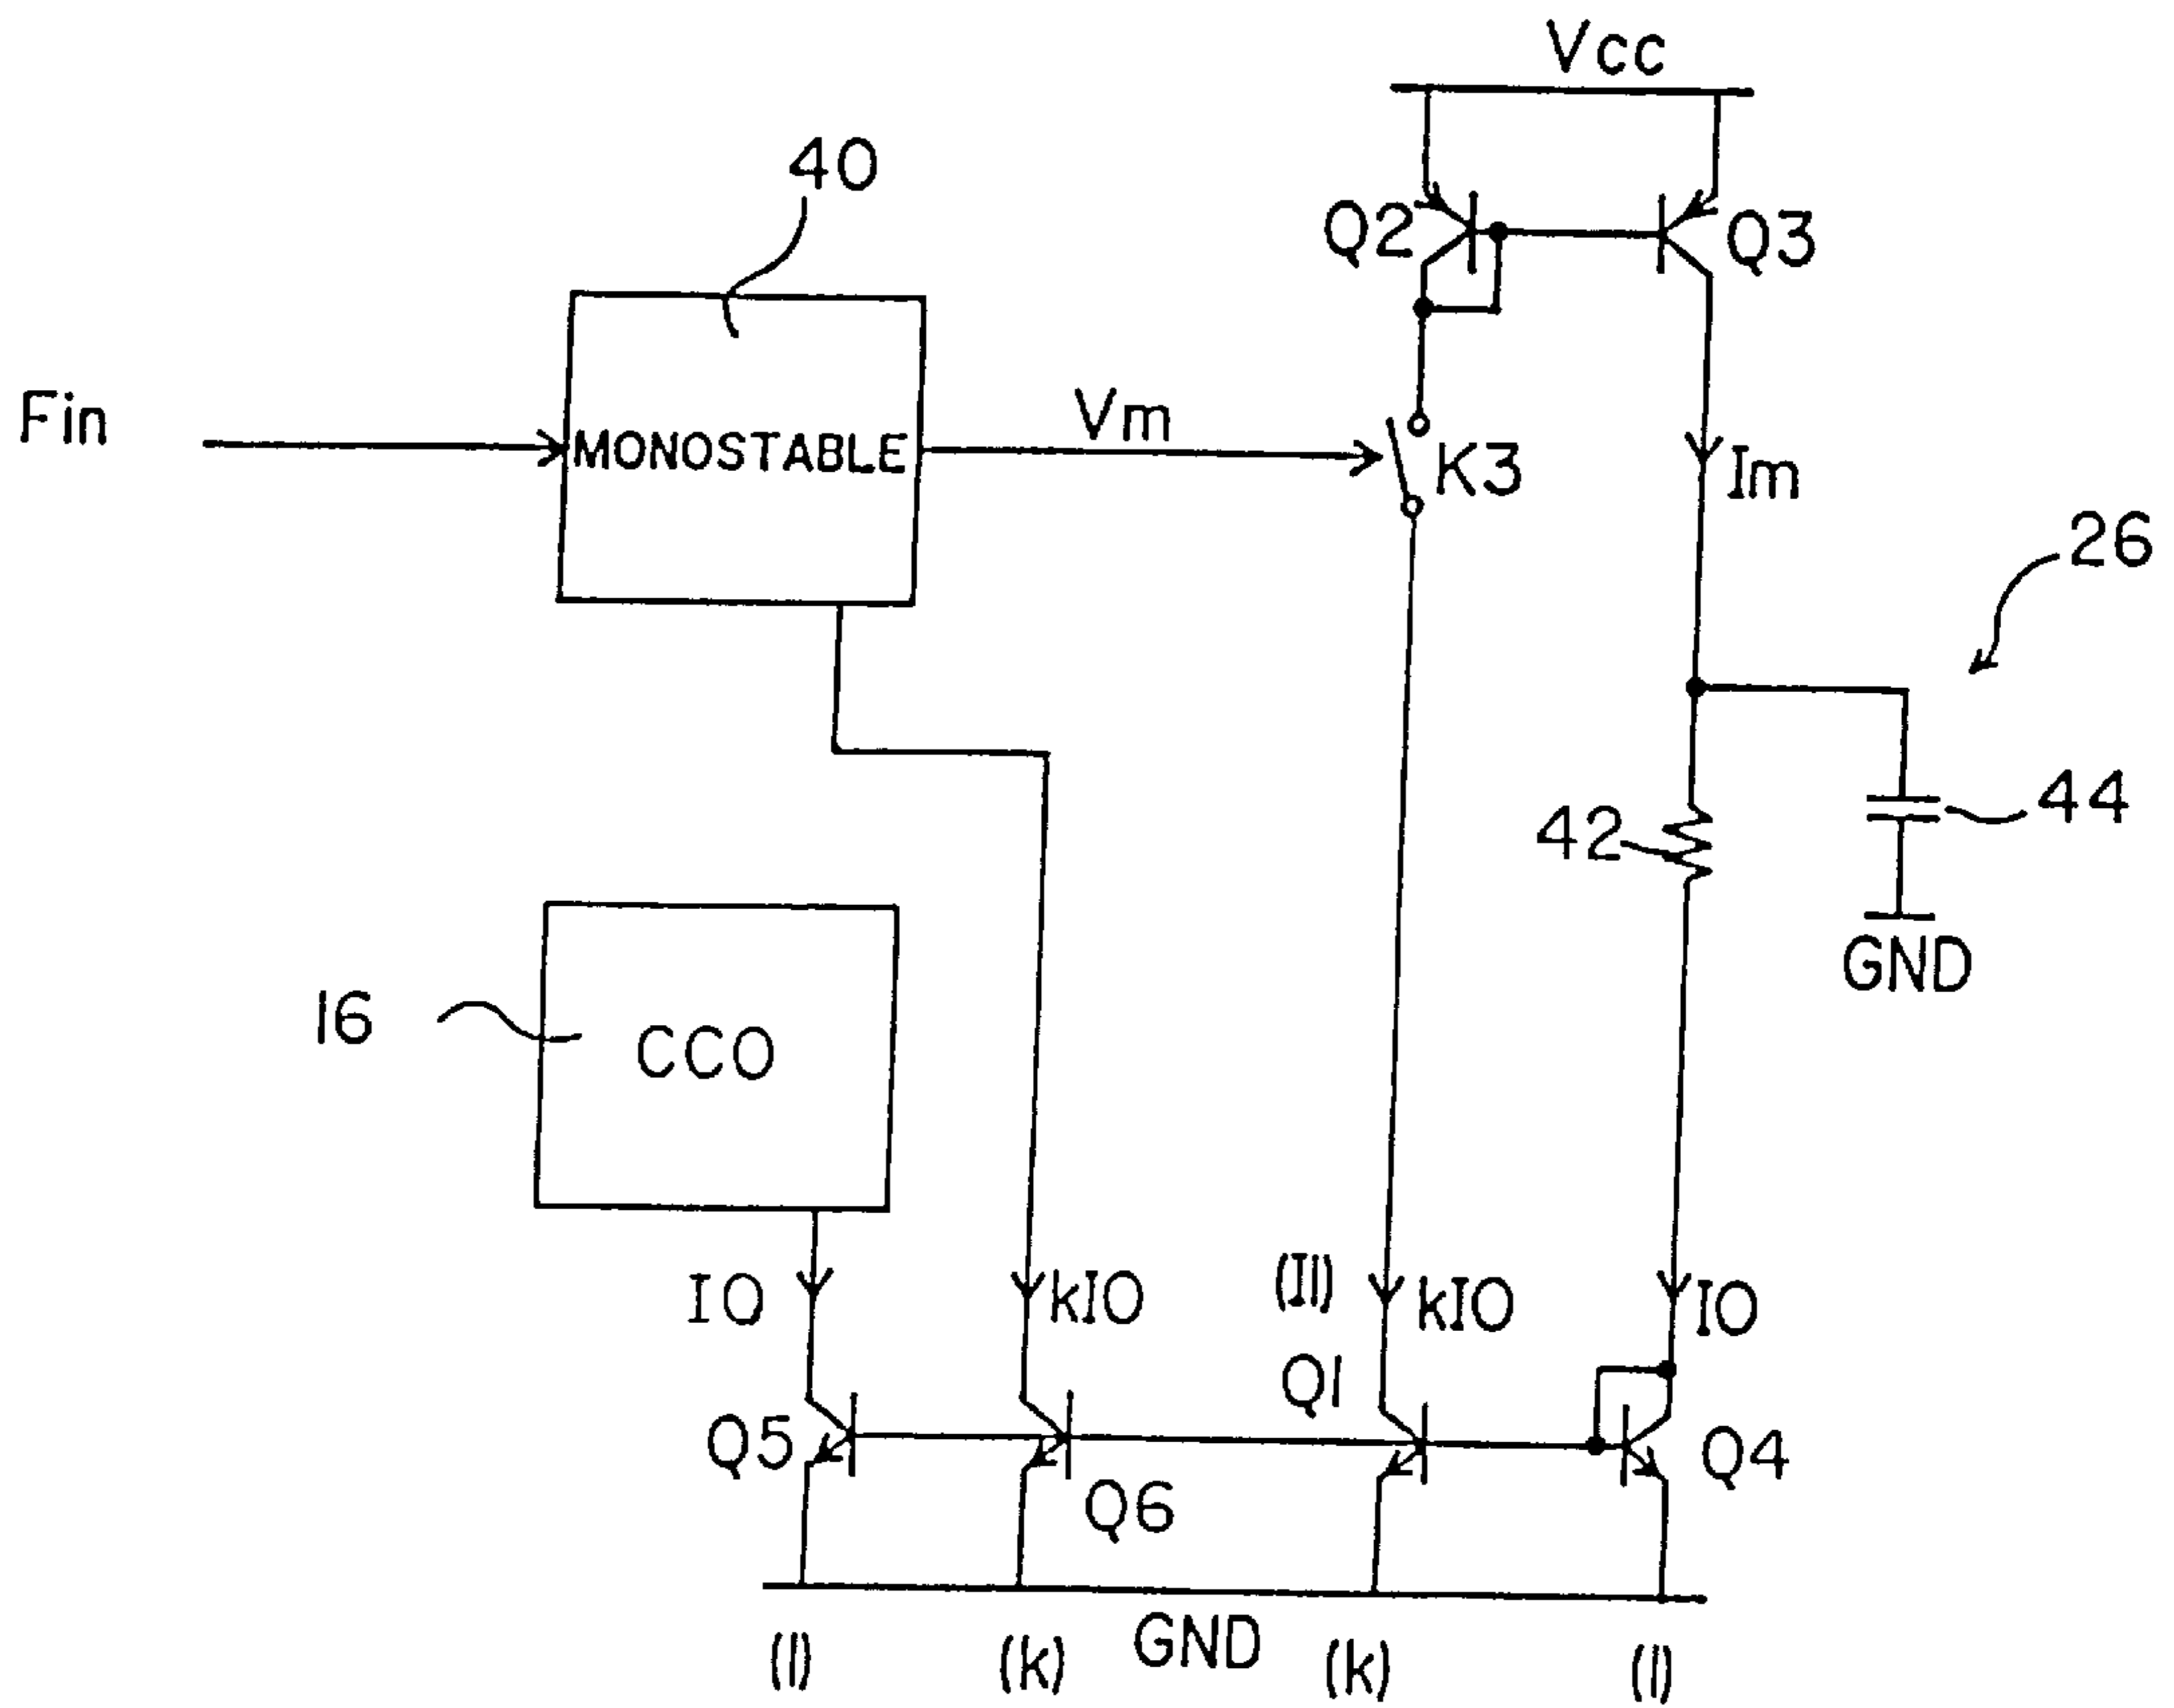 Vcc
40
Q2
Q3
Fin
MONOSTABLE
Vm
K3
Im
26
42
44
GND
16
CCO
IO
kIO
(II)
kIO
IO
Q1
Q5
Q6
Q4
GND
(I)
(k)
(k)
(I)